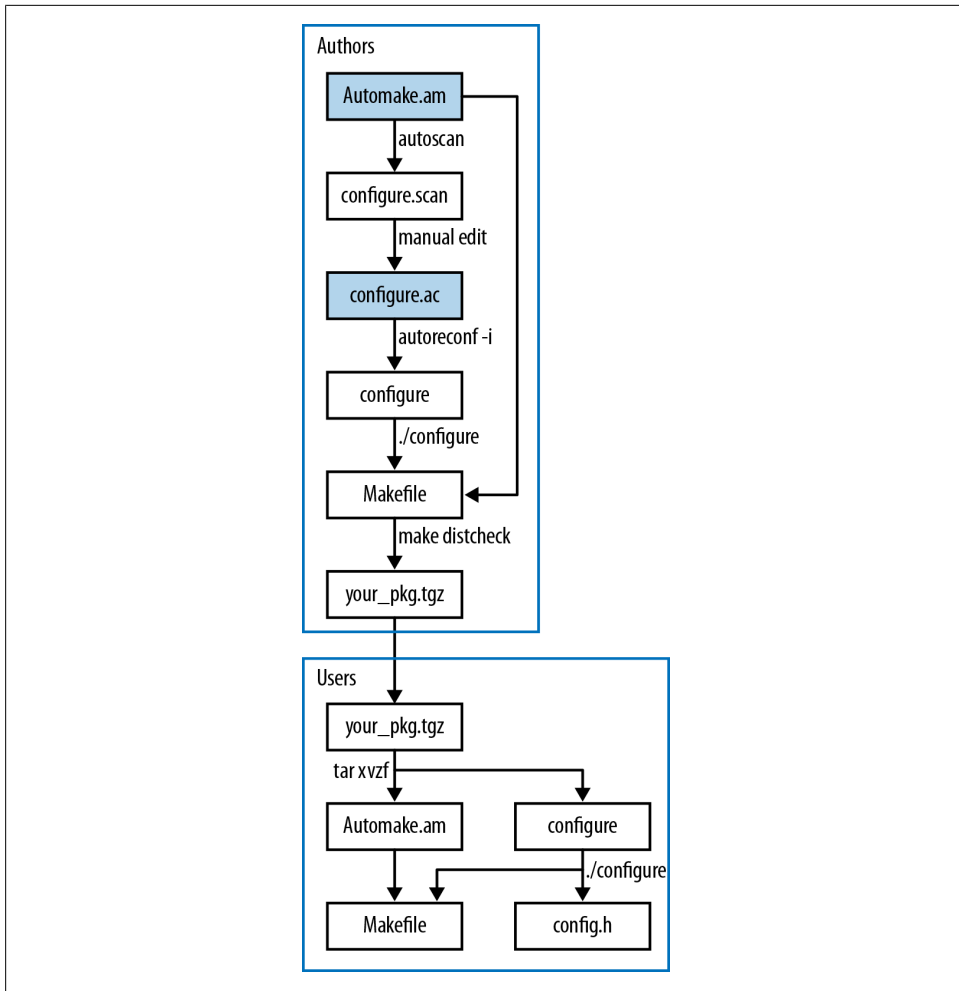 Authors
Automake.am
autoscan
configure.scan
manual edit
configure.ac
autoreconf -i
configure
./configure
Makefile
make distcheck
your_pkg.tgz
Users
your_pkg.tgz
tar xvzf
Automake.am
configure
./configure
Makefile
config.h